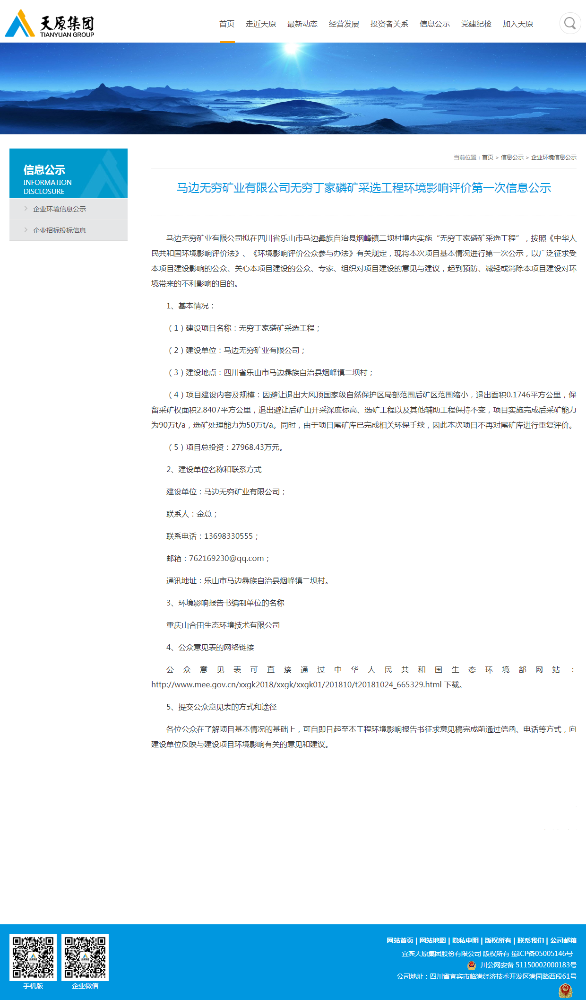 天原集团
TIANYUAN GROUP
首页 走近天原 最新动态 经营发展 投资者关系 信息公示 党建纪检 加入天原
信息公示
INFORMATION
DISCLOSURE
企业环境信息公示
企业招标投标信息
当前位置：首页 > 信息公示 > 企业环境信息公示
马边无穷矿业有限公司无穷丁家磷矿采选工程环境影响评价第一次信息公示
马边无穷矿业有限公司拟在四川省乐山市马边彝族自治县烟峰镇二坝村境内实施“无穷丁家磷矿采选工程”，按照《中华人
民共和国环境影响评价法》、《环境影响评价公众参与办法》有关规定，现将本次项目基本情况进行第一次公示，以广泛征求受
本项目建设影响的公众、关心本项目建设的公众、专家、组织对项目建设的意见与建议，起到预防、减轻或消除本项目建设对环
境带来的不利影响的目的。
1、基本情况：
（1）建设项目名称：无穷丁家磷矿采选工程；
（2）建设单位：马边无穷矿业有限公司；
（3）建设地点：四川省乐山市马边彝族自治县烟峰镇二坝村；
（4）项目建设内容及规模：因避让退出大风顶国家级自然保护区局部范围后矿区范围缩小，退出面积0.1746平方公里，保
留采矿权面积2.8407平方公里，退出避让后矿山开采深度标高、选矿工程以及其他辅助工程保持不变，项目实施完成后采矿能力
为90万t/a，选矿处理能力为50万t/a。同时，由于项目尾矿库已完成相关环保手续，因此本次项目不再对尾矿库进行重复评价。
（5）项目总投资：27968.43万元。
2、建设单位名称和联系方式
建设单位：马边无穷矿业有限公司；
联系人：金总；
联系电话：13698330555；
邮箱：762169230@qq.com；
通讯地址：乐山市马边彝族自治县烟峰镇二坝村。
3、环境影响报告书编制单位的名称
重庆山合田生态环境技术有限公司
4、公众意见表的网络链接
公众意见表可直接通过中华人民共和国生态环境部网站：
http://www.mee.gov.cn/xxgk2018/xxgk/xxgk01/201810/t20181024_665329.html 下载。
5、提交公众意见表的方式和途径
各位公众在了解项目基本情况的基础上，可自即日起至本工程环境影响报告书征求意见稿完成前通过信函、电话等方式，向
建设单位反映与建设项目环境影响有关的意见和建议。
手机版
企业微信
网站首页 | 网站地图 | 隐私申明 | 版权所有 | 联系我们 | 公司邮箱
宜宾天原集团股份有限公司 版权所有 蜀ICP备05005146号
川公网安备 51150002000183号
公司地址：四川省宜宾市临港经济技术开发区港园路西段61号